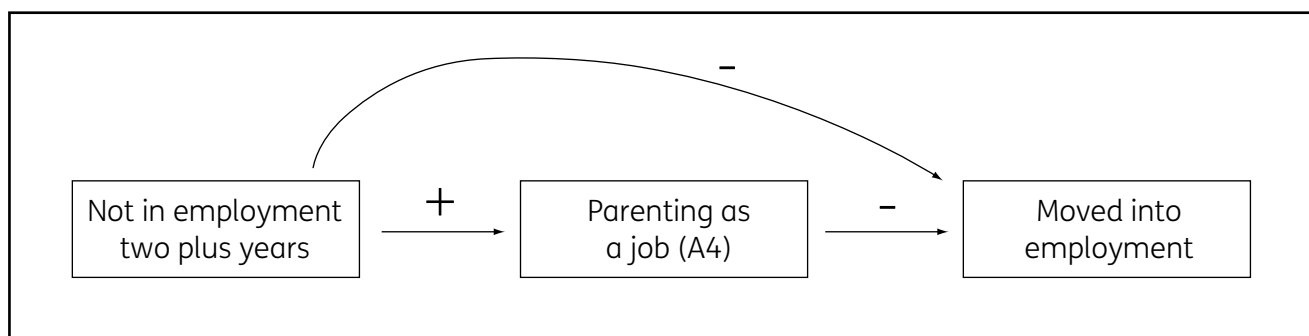 -
Not in employment
two plus years
+
Parenting as
a job (A4)
-
Moved into
employment